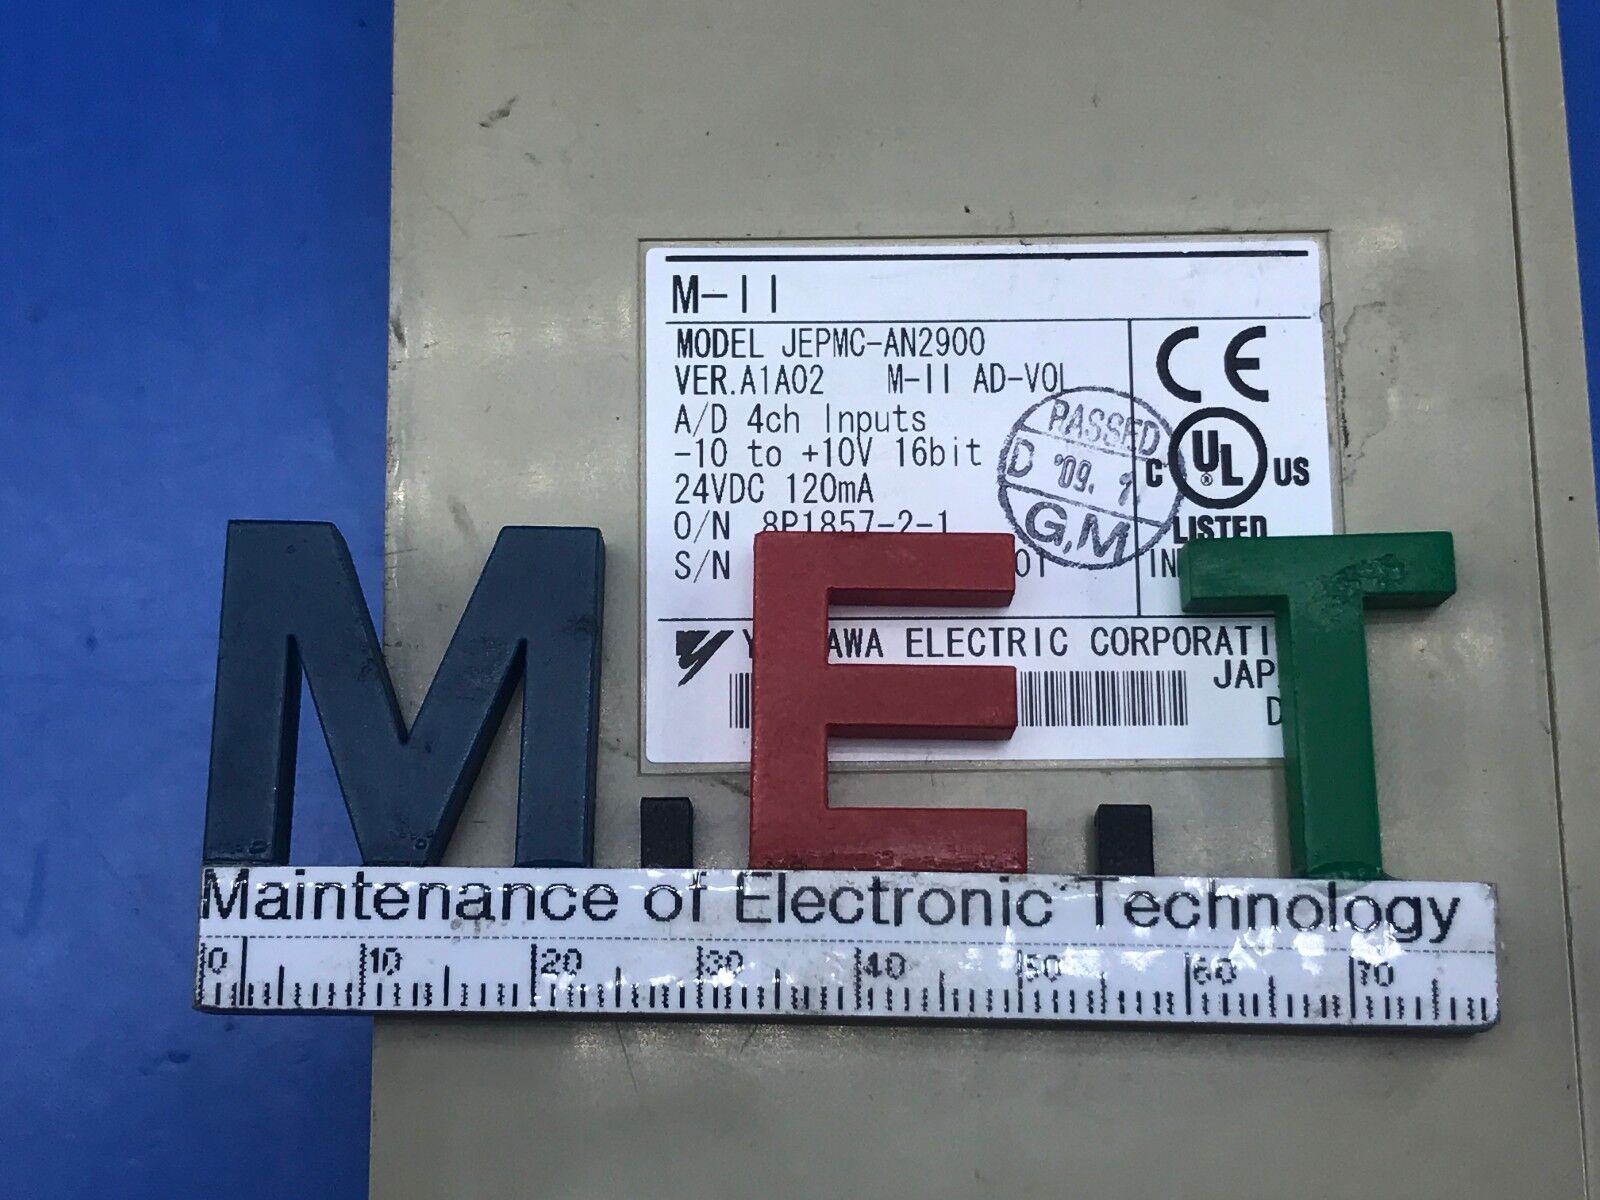 M-II
MODEL JEPMC-AN2900
VER.A1A02 M-II AD-VOL
A/D 4ch Inputs
-10 to +10V 16bit
24VDC 120mA
O/N 8P1857-2-1
S/N
PASSED
D '09.
G,M
CE
C UL US
®
LISTED
ELECTRIC
M.E.T
Maintenance of Electronic Technology
0 10 20 30 40 50 60 70